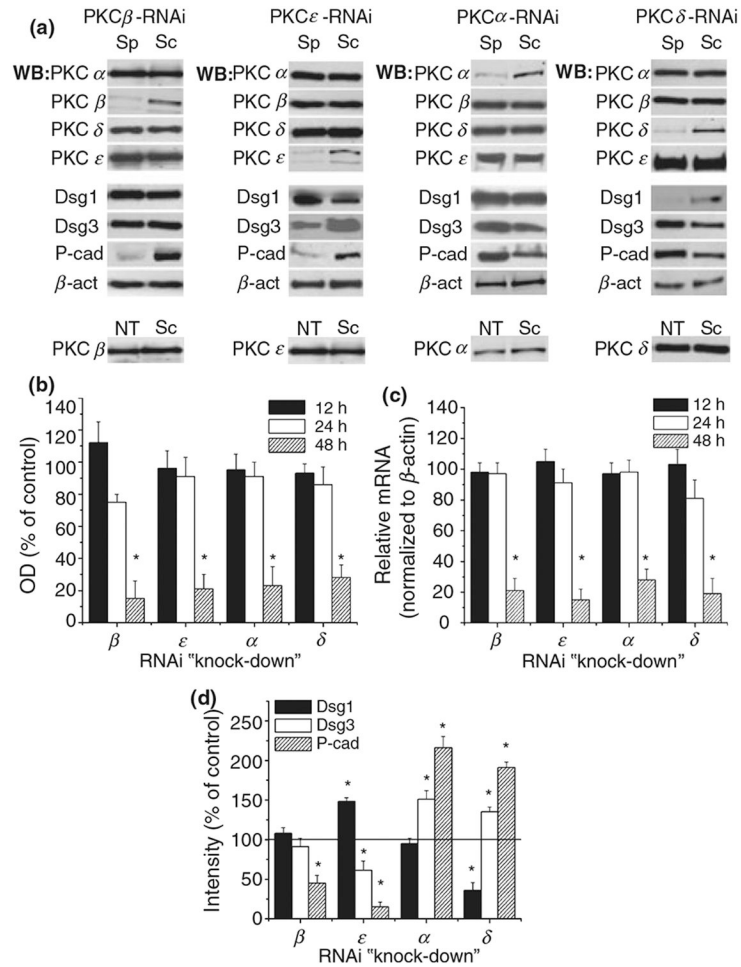 (a)
PKCβ-RNAi PKCε-RNAi PKCα-RNAi PKCδ-RNAi
Sp Sc Sp Sc Sp Sc Sp Sc
WB:PKC α WB:PKC α WB:PKC α WB:PKC α
PKC β PKC β PKC β PKC β
PKC δ PKC δ PKC δ PKC δ
PKC ε PKC ε PKC ε PKC ε
Dsg1 Dsg1 Dsg1 Dsg1
Dsg3 Dsg3 Dsg3 Dsg3
P-cad P-cad P-cad P-cad
β-act β-act β-act β-act
NT Sc NT Sc NT Sc NT Sc
PKC β PKC ε PKC α PKC δ
(b)
OD (% of control)
140
120
100
80
60
40
20
0
12 h
24 h
48 h
* * * *
β ε α δ
RNAi "knock-down"
(c)
Relative mRNA
(normalized to β-actin)
140
120
100
80
60
40
20
0
12 h
24 h
48 h
* * * *
β ε α δ
RNAi "knock-down"
(d)
Intensity (% of control)
250
200
150
100
50
0
Dsg1
Dsg3
P-cad
* * * * * * * * *
β ε α δ
RNAi "knock-down"